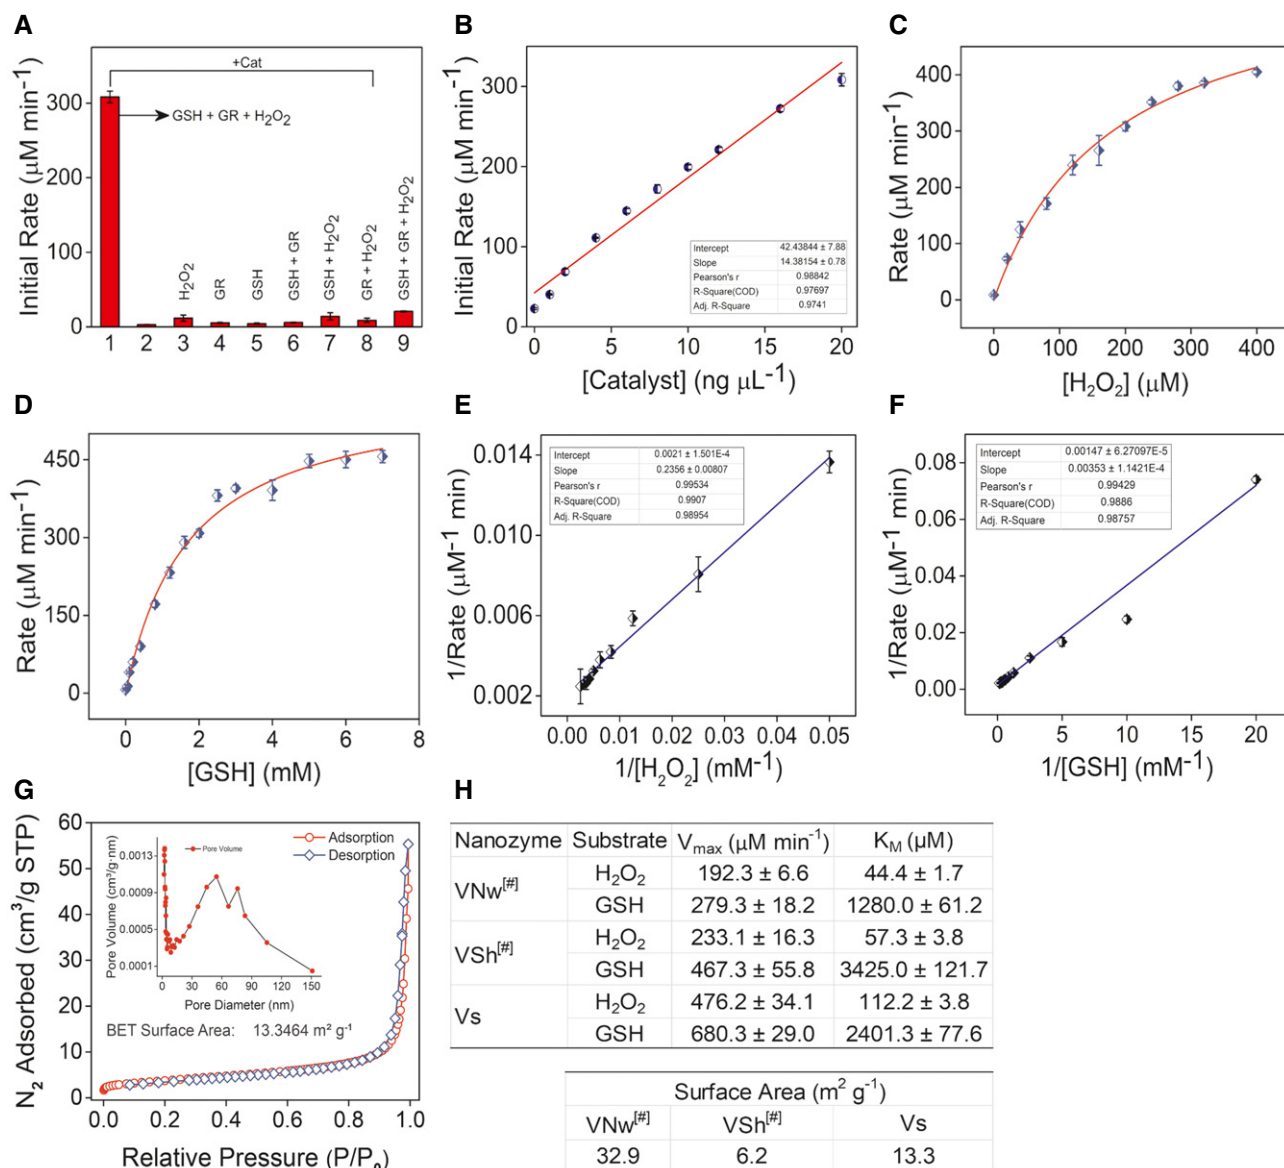 A
Initial Rate (μM min⁻¹)
300
200
100
0
+Cat
GSH + GR + H₂O₂
H₂O₂
GR
GSH
GSH + GR
GSH + H₂O₂
GR + H₂O₂
GSH + GR + H₂O₂
1 2 3 4 5 6 7 8 9
B
Initial Rate (μM min⁻¹)
300
200
100
0
Intercept 42.43844 ± 7.88
Slope 14.38154 ± 0.78
Pearson's r 0.98842
R-Square(COD) 0.97697
Adj. R-Square 0.9741
0 5 10 15 20
[Catalyst] (ng μL⁻¹)
C
Rate (μM min⁻¹)
400
300
200
100
0
0 100 200 300 400
[H₂O₂] (μM)
D
Rate (μM min⁻¹)
450
300
150
0
0 2 4 6 8
[GSH] (mM)
E
1/Rate (μM⁻¹ min)
0.014
0.010
0.006
0.002
Intercept 0.0021 ± 1.501E-4
Slope 0.2356 ± 0.00807
Pearson's r 0.99534
R-Square(COD) 0.9907
Adj. R-Square 0.98954
0.00 0.01 0.02 0.03 0.04 0.05
1/[H₂O₂] (mM⁻¹)
F
1/Rate (μM⁻¹ min)
0.08
0.06
0.04
0.02
0.00
Intercept 0.00147 ± 6.27097E-5
Slope 0.00353 ± 1.1421E-4
Pearson's r 0.99429
R-Square(COD) 0.9886
Adj. R-Square 0.98757
0 5 10 15 20
1/[GSH] (mM⁻¹)
G
N₂ Adsorbed (cm³/g STP)
60
50
40
30
20
10
0
Adsorption
Desorption
Pore Volume (cm³/g·nm)
0.0013
0.0009
0.0005
0.0001
Pore Volume
0 30 60 90 120 150
Pore Diameter (nm)
BET Surface Area: 13.3464 m² g⁻¹
0.0 0.2 0.4 0.6 0.8 1.0
Relative Pressure (P/P₀)
H
Nanozyme Substrate Vmax (μM min⁻¹) KM (μM)
VNw[#] H₂O₂ 192.3 ± 6.6 44.4 ± 1.7
GSH 279.3 ± 18.2 1280.0 ± 61.2
VSh[#] H₂O₂ 233.1 ± 16.3 57.3 ± 3.8
GSH 467.3 ± 55.8 3425.0 ± 121.7
Vs H₂O₂ 476.2 ± 34.1 112.2 ± 3.8
GSH 680.3 ± 29.0 2401.3 ± 77.6
Surface Area (m² g⁻¹)
VNw[#] VSh[#] Vs
32.9 6.2 13.3